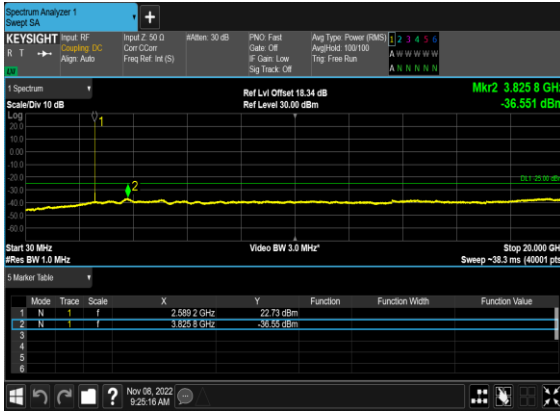 Spectrum Analyzer 1
Swept SA
+
KEYSIGHT Input: RF Input Z: 50 Ω #Atten: 30 dB PNO: Fast Avg Type: Power (RMS) 1 2 3 4 5 6
R T Coupling: DC Corr CCorr Gate: Off Avg|Hold: 100/100 A W W W W W
Align: Auto Freq Ref: Int (S) IF Gain: Low Trig: Free Run
Sig Track: Off A N N N N N
1 Spectrum Ref Lvl Offset 18.34 dB Mkr2 3.825 8 GHz
Scale/Div 10 dB Ref Level 30.00 dBm -36.551 dBm
Log
1
20.0
10.0
0.00
-10.0
-20.0
DL1 25.00 dBm
-30.0
2
-40.0
-50.0
-60.0
Start 30 MHz Video BW 3.0 MHz* Stop 20.000 GHz
#Res BW 1.0 MHz Sweep ~38.3 ms (40001 pts)
5 Marker Table
Mode Trace Scale X Y Function Function Width Function Value
1 N 1 f 2.589 2 GHz 22.73 dBm
2 N 1 f 3.825 8 GHz -36.55 dBm
3
4
5
6
? Nov 08, 2022
9:25:16 AM